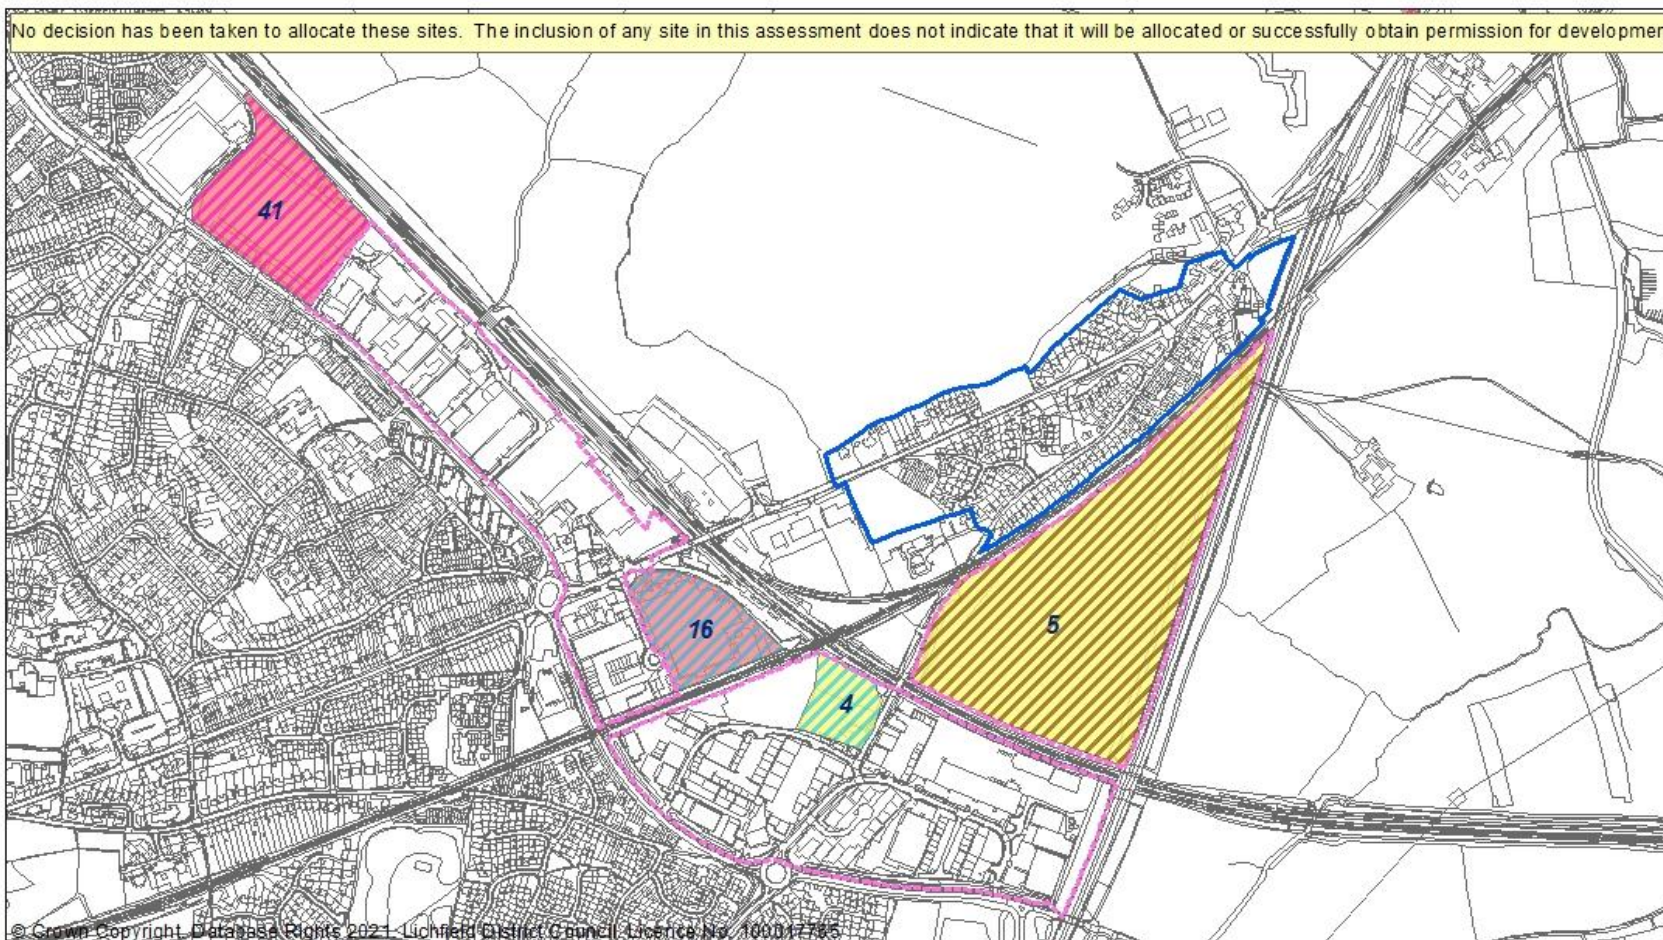 No decision has been taken to allocate these sites. The inclusion of any site in this assessment does not indicate that it will be allocated or successfully obtain permission for developmen
41
16
5
4
© Crown Copyright. Database Rights 2021. Lichfield District Council. Licence No. 100017765